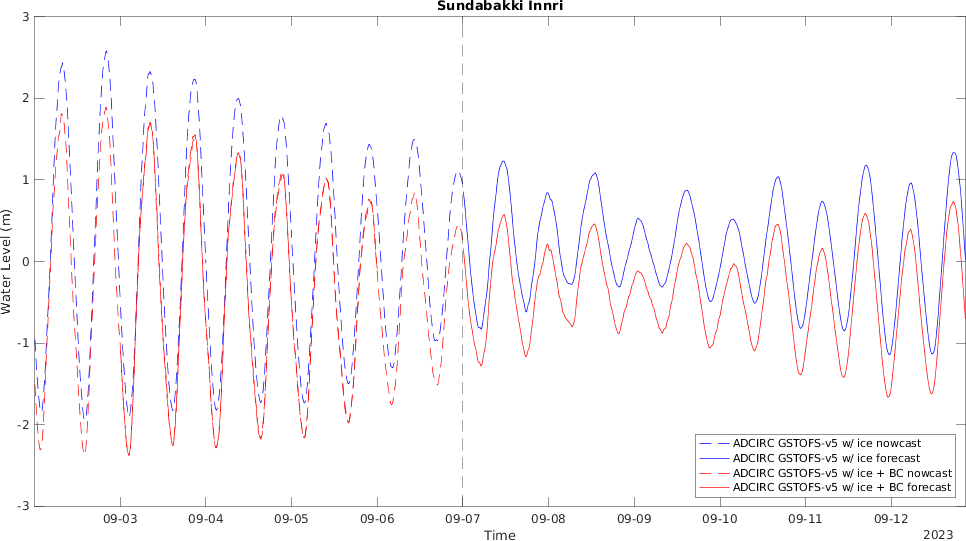 Sundabakki Innri
Water Level (m)
3
2
1
0
-1
-2
-3
09-03 09-04 09-05 09-06 09-07 09-08 09-09 09-10 09-11 09-12
Time
2023
ADCIRC GSTOFS-v5 w/ ice nowcast
ADCIRC GSTOFS-v5 w/ ice forecast
ADCIRC GSTOFS-v5 w/ ice + BC nowcast
ADCIRC GSTOFS-v5 w/ ice + BC forecast